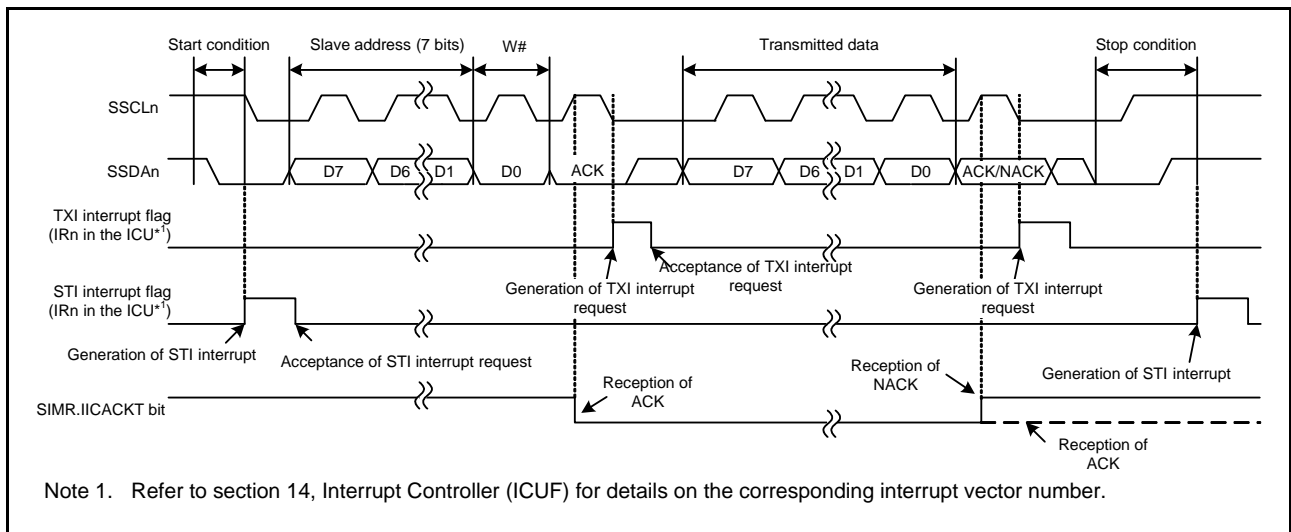 Start condition
Slave address (7 bits)
W#
Transmitted data
Stop condition
SSCLn
SSDAn
D7
D6
D1
D0
ACK
D7
D6
D1
D0
ACK/NACK
TXI interrupt flag
(IRn in the ICU*1)
Generation of TXI interrupt
request
Acceptance of TXI interrupt
request
Generation of TXI interrupt
request
STI interrupt flag
(IRn in the ICU*1)
Generation of STI interrupt
Acceptance of STI interrupt request
Generation of STI interrupt
SIMR.IICACKT bit
Reception of
ACK
Reception of
NACK
Reception of
ACK
Note 1. Refer to section 14, Interrupt Controller (ICUF) for details on the corresponding interrupt vector number.